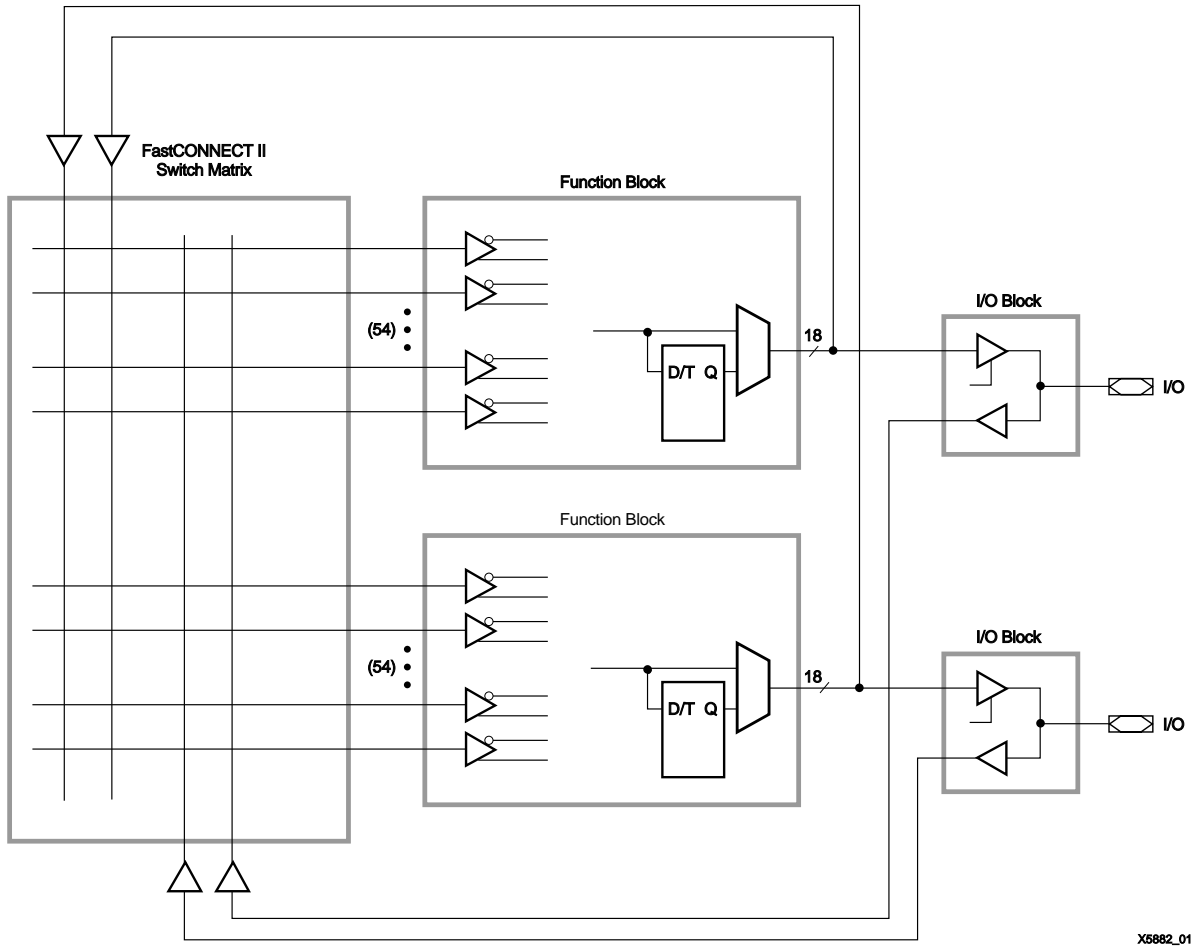 FastCONNECT II
Switch Matrix
Function Block
I/O Block
(54)
D/T Q
18
I/O
Function Block
I/O Block
(54)
D/T Q
18
I/O
X5882_01